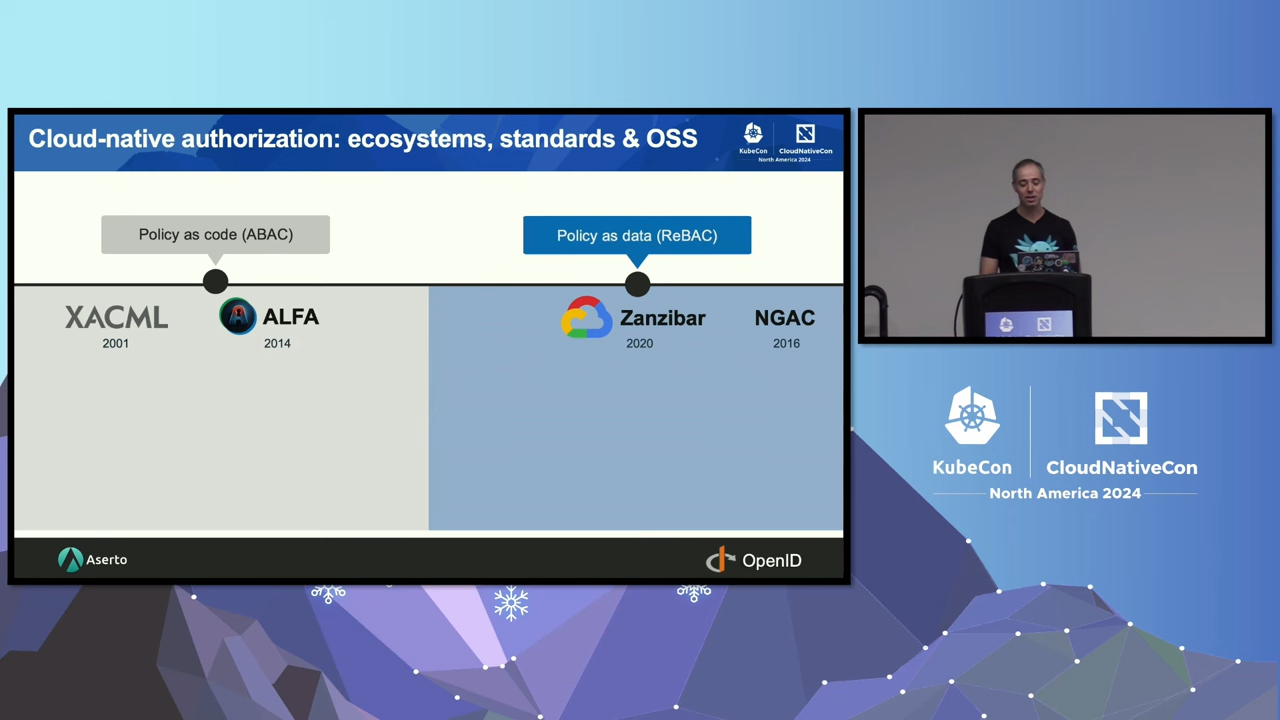 Cloud-native authorization: ecosystems, standards & OSS
KubeCon
CloudNativeCon
North America 2024
Policy as code (ABAC)
Policy as data (ReBAC)
XACML
2001
ALFA
2014
Zanzibar
2020
NGAC
2016
Aserto
OpenID
KubeCon
CloudNativeCon
North America 2024